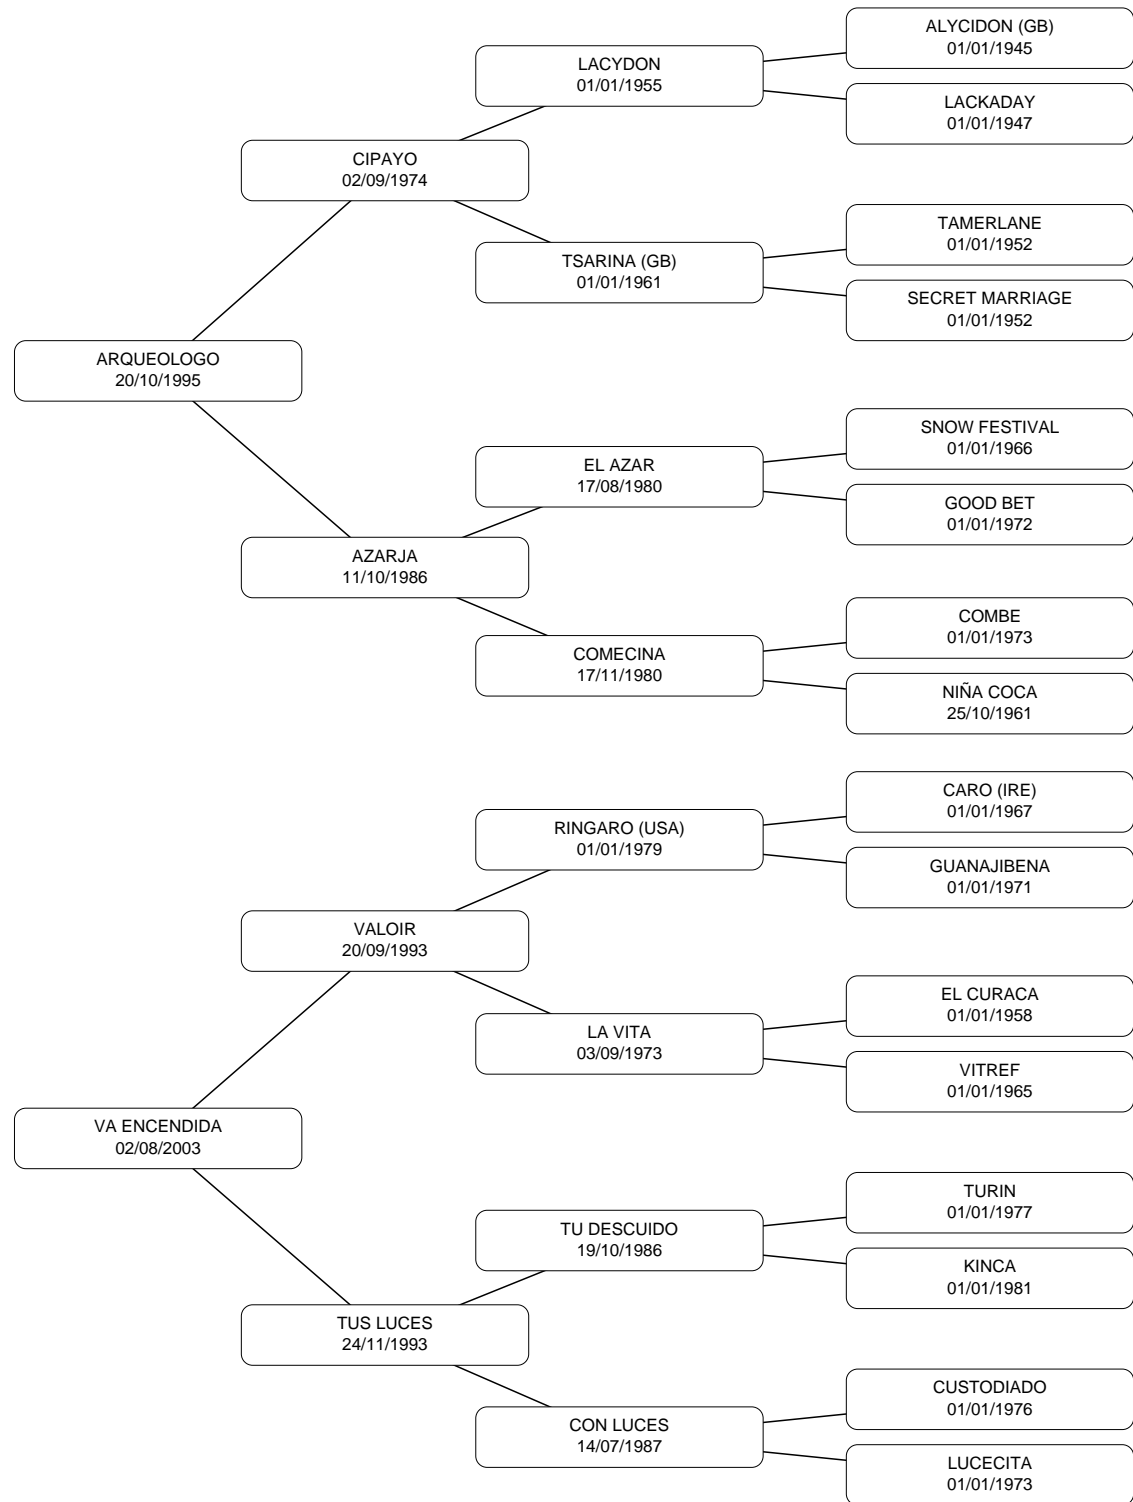 ALYCIDON (GB)
01/01/1945
LACYDON
01/01/1955
LACKADAY
01/01/1947
CIPAYO
02/09/1974
TAMERLANE
01/01/1952
TSARINA (GB)
01/01/1961
SECRET MARRIAGE
01/01/1952
ARQUEOLOGO
20/10/1995
SNOW FESTIVAL
01/01/1966
EL AZAR
17/08/1980
GOOD BET
01/01/1972
AZARJA
11/10/1986
COMBE
01/01/1973
COMECINA
17/11/1980
NIÑA COCA
25/10/1961
CARO (IRE)
01/01/1967
RINGARO (USA)
01/01/1979
GUANAJIBENA
01/01/1971
VALOIR
20/09/1993
EL CURACA
01/01/1958
LA VITA
03/09/1973
VITREF
01/01/1965
VA ENCENDIDA
02/08/2003
TURIN
01/01/1977
TU DESCUIDO
19/10/1986
KINCA
01/01/1981
TUS LUCES
24/11/1993
CUSTODIADO
01/01/1976
CON LUCES
14/07/1987
LUCECITA
01/01/1973